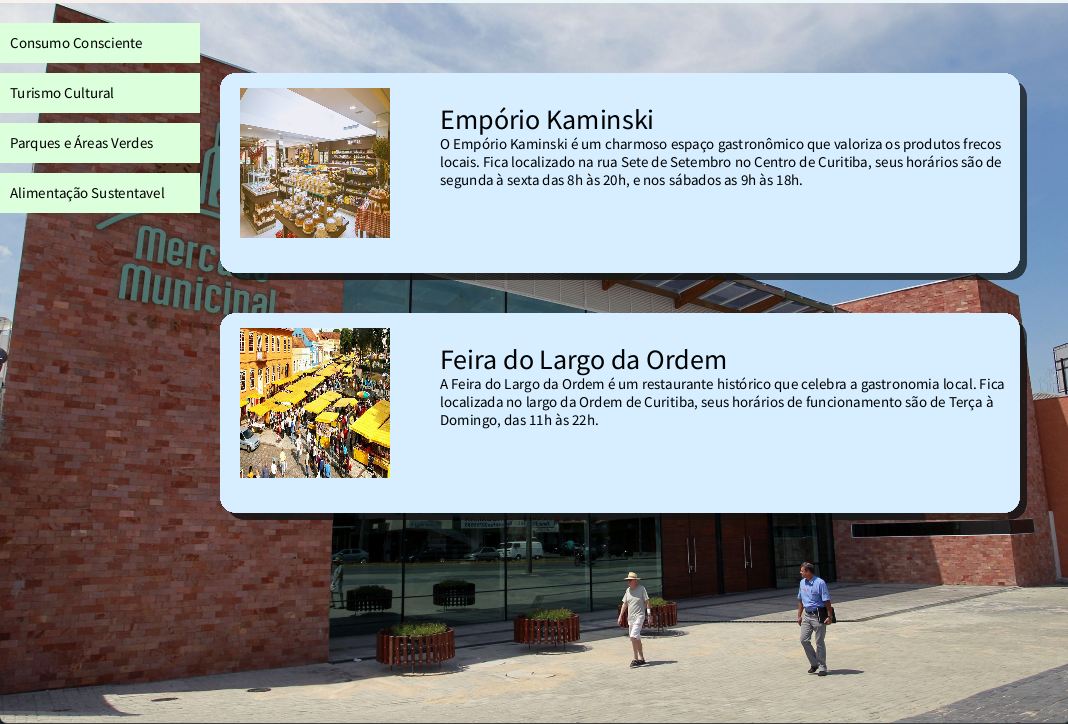 Consumo Consciente
Turismo Cultural
Parques e Áreas Verdes
Alimentação Sustentavel
Empório Kaminski
O Empório Kaminski é um charmoso espaço gastronômico que valoriza os produtos frecos
locais. Fica localizado na rua Sete de Setembro no Centro de Curitiba, seus horários são de
segunda à sexta das 8h às 20h, e nos sábados as 9h às 18h.
Municinal
Feira do Largo da Ordem
A Feira do Largo da Ordem é um restaurante histórico que celebra a gastronomia local. Fica
localizada no largo da Ordem de Curitiba, seus horários de funcionamento são de Terça à
Domingo, das 11h às 22h.